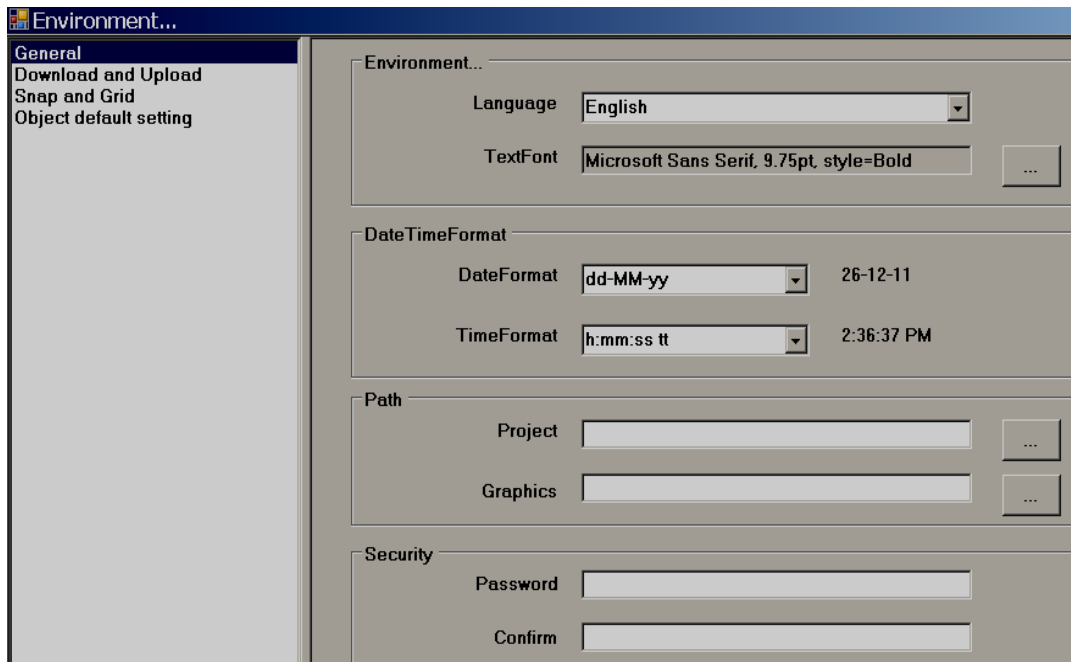 Environment...
General
Download and Upload
Snap and Grid
Object default setting
Environment...
Language English
TextFont Microsoft Sans Serif, 9.75pt, style=Bold ...
DateTimeFormat
DateFormat dd-MM-yy 26-12-11
TimeFormat h:mm:ss tt 2:36:37 PM
Path
Project ...
Graphics ...
Security
Password
Confirm